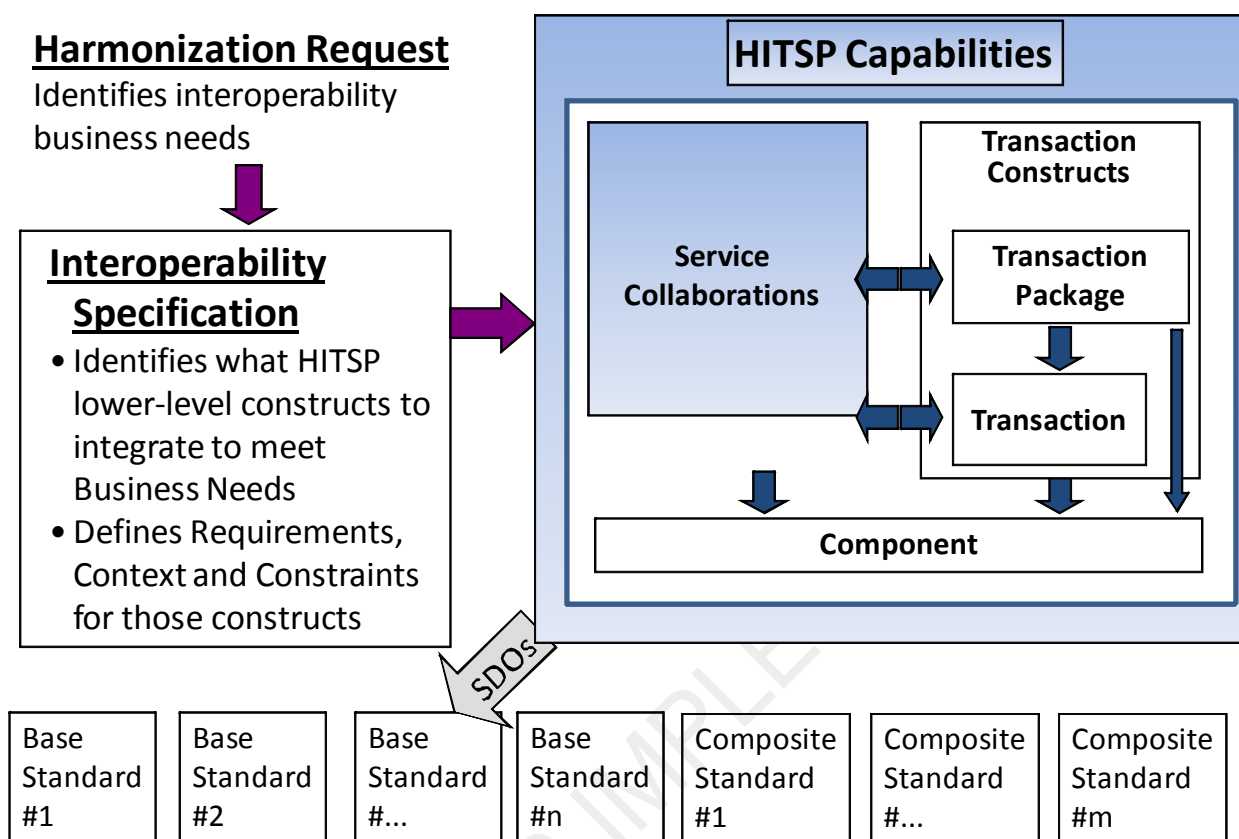 Harmonization Request
Identifies interoperability
business needs
Interoperability
Specification
• Identifies what HITSP
lower-level constructs to
integrate to meet
Business Needs
• Defines Requirements,
Context and Constraints
for those constructs
HITSP Capabilities
Service
Collaborations
Transaction
Constructs
Transaction
Package
Transaction
Component
SDOs
Base
Standard
#1
Base
Standard
#2
Base
Standard
#...
Base
Standard
#n
Composite
Standard
#1
Composite
Standard
#...
Composite
Standard
#m